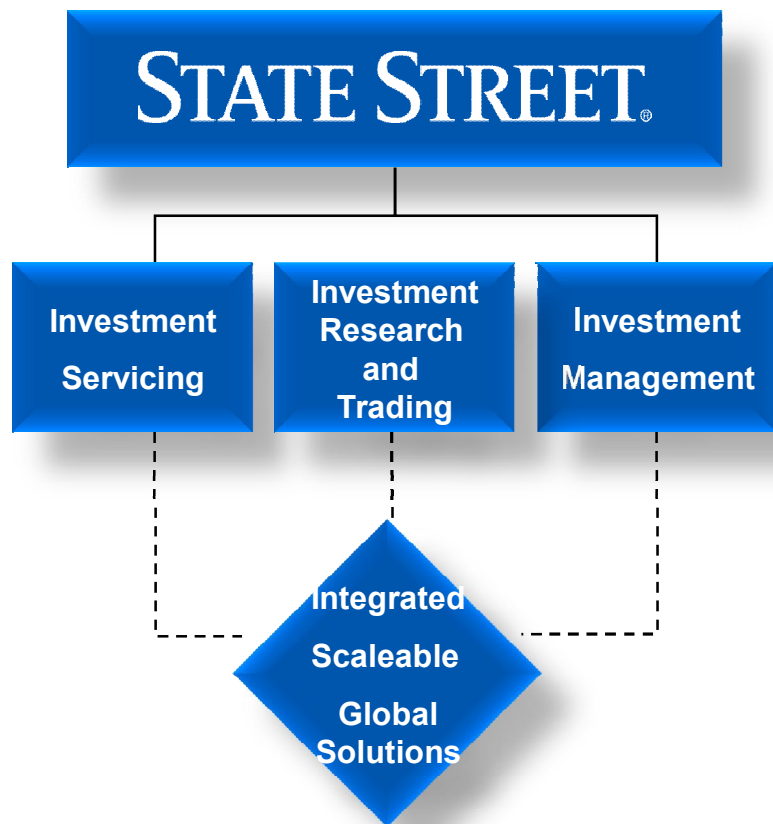 STATE STREET®
Investment
Servicing
Investment
Research
and
Trading
Investment
Management
Integrated
Scaleable
Global
Solutions